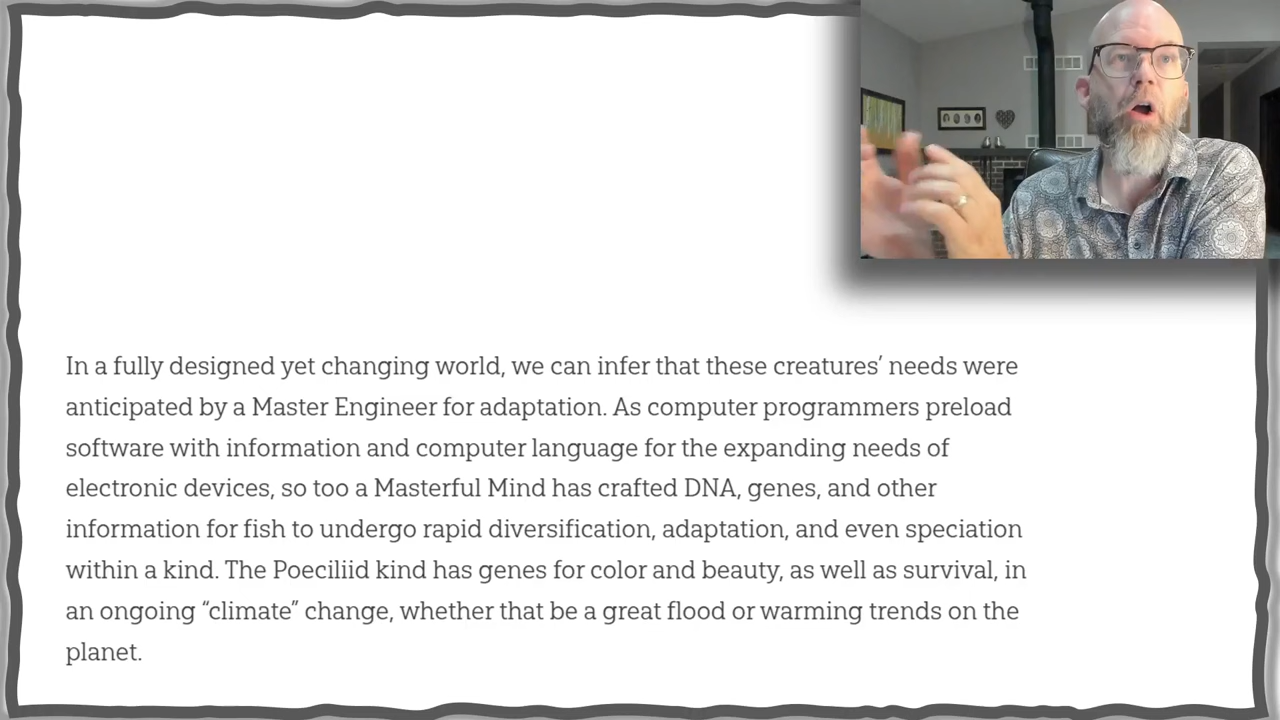 In a fully designed yet changing world, we can infer that these creatures’ needs were
anticipated by a Master Engineer for adaptation. As computer programmers preload
software with information and computer language for the expanding needs of
electronic devices, so too a Masterful Mind has crafted DNA, genes, and other
information for fish to undergo rapid diversification, adaptation, and even speciation
within a kind. The Poeciliid kind has genes for color and beauty, as well as survival, in
an ongoing “climate” change, whether that be a great flood or warming trends on the
planet.